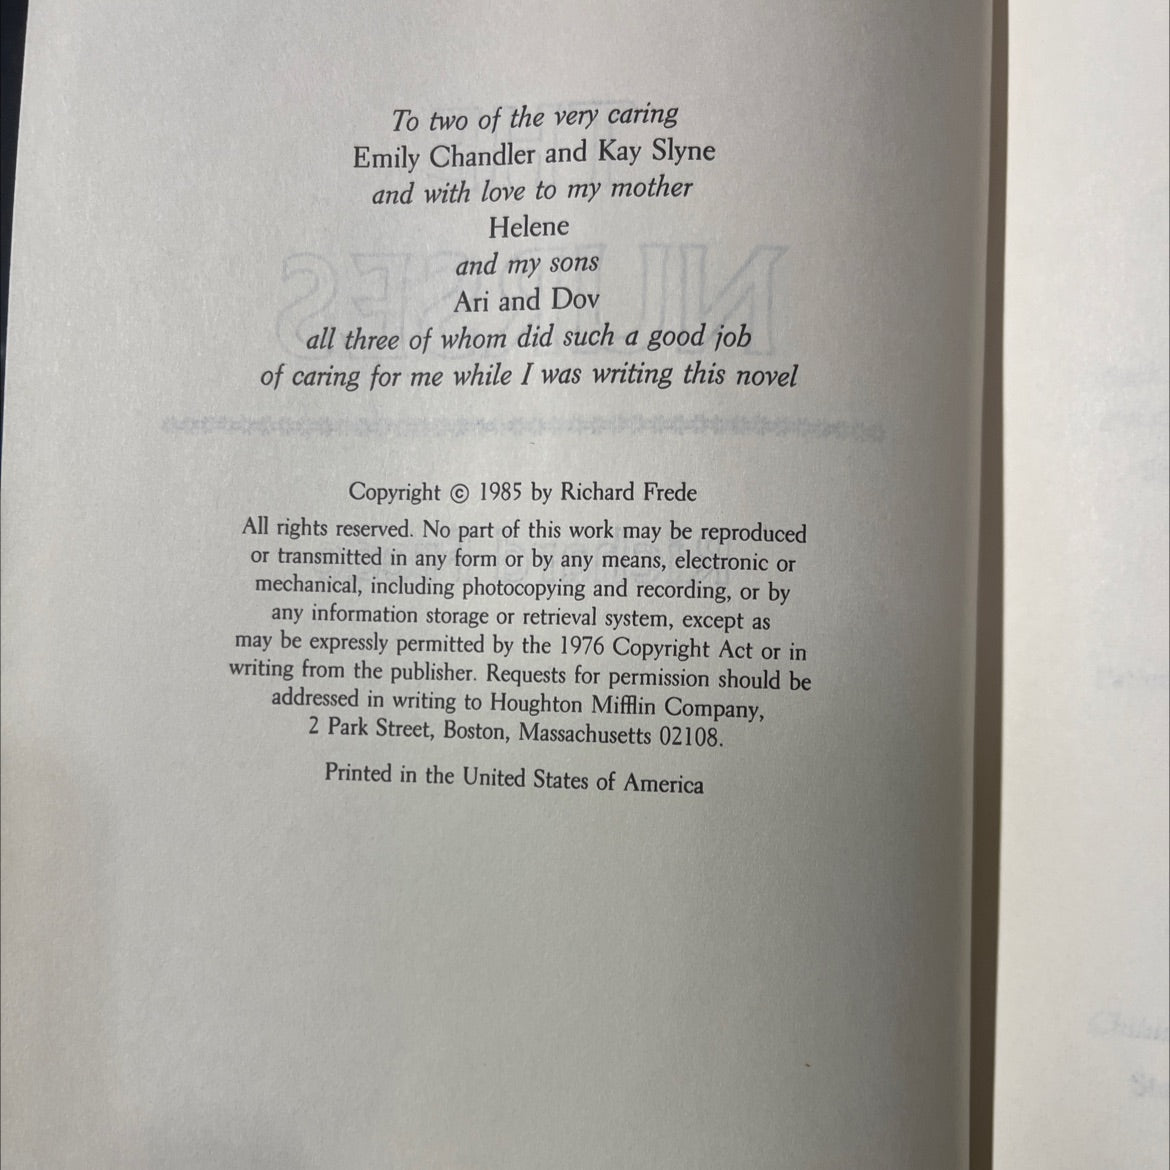 To two of the very caring
Emily Chandler and Kay Slyne
and with love to my mother
Helene
and my sons
Ari and Dov
all three of whom did such a good job
of caring for me while I was writing this novel
Copyright © 1985 by Richard Frede
All rights reserved. No part of this work may be reproduced
or transmitted in any form or by any means, electronic or
mechanical, including photocopying and recording, or by
any information storage or retrieval system, except as
may be expressly permitted by the 1976 Copyright Act or in
writing from the publisher. Requests for permission should be
addressed in writing to Houghton Mifflin Company,
2 Park Street, Boston, Massachusetts 02108.
Printed in the United States of America